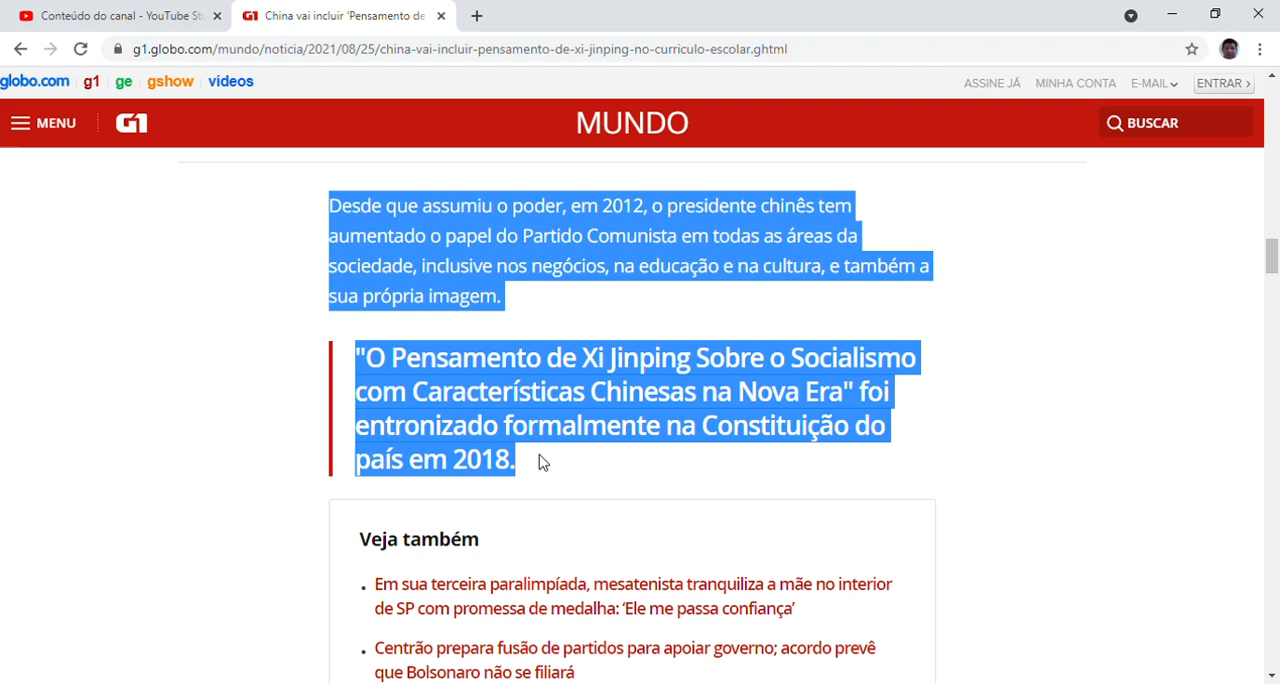 Conteúdo do canal - YouTube St
China vai incluir 'Pensamento de
g1.globo.com/mundo/noticia/2021/08/25/china-vai-incluir-pensamento-de-xi-jinping-no-curriculo-escolar.ghtml
globo.com g1 ge gshow videos ASSINE JÁ MINHA CONTA E-MAIL ENTRAR
MENU G1 MUNDO BUSCAR
Desde que assumiu o poder, em 2012, o presidente chinês tem
aumentado o papel do Partido Comunista em todas as áreas da
sociedade, inclusive nos negócios, na educação e na cultura, e também a
sua própria imagem.
"O Pensamento de Xi Jinping Sobre o Socialismo
com Características Chinesas na Nova Era" foi
entronizado formalmente na Constituição do
país em 2018.
Veja também
• Em sua terceira paralimpíada, mesatenista tranquiliza a mãe no interior
de SP com promessa de medalha: ‘Ele me passa confiança’
• Centrão prepara fusão de partidos para apoiar governo; acordo prevê
que Bolsonaro não se filiará